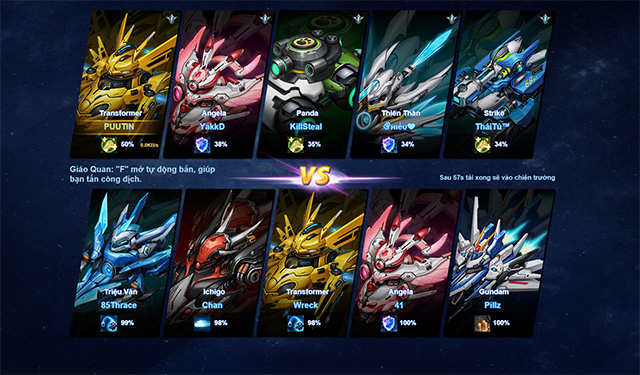 Transformer Angela Panda Thiên Thần Strike
PUUTIN YakkD KillSteal ღHiếu❤ TháiTú™
50% 0.0KB/s 38% 35% 34% 34%
Giáo Quan: "F" mở tự động bắn, giúp
bạn tấn công địch.
VS
Sau 57s tải xong sẽ vào chiến trường
Triệu Vân Ichigo Transformer Angela Gundam
85Thrace Chan Wreck 41 Pillz
99% 98% 98% 100% 100%